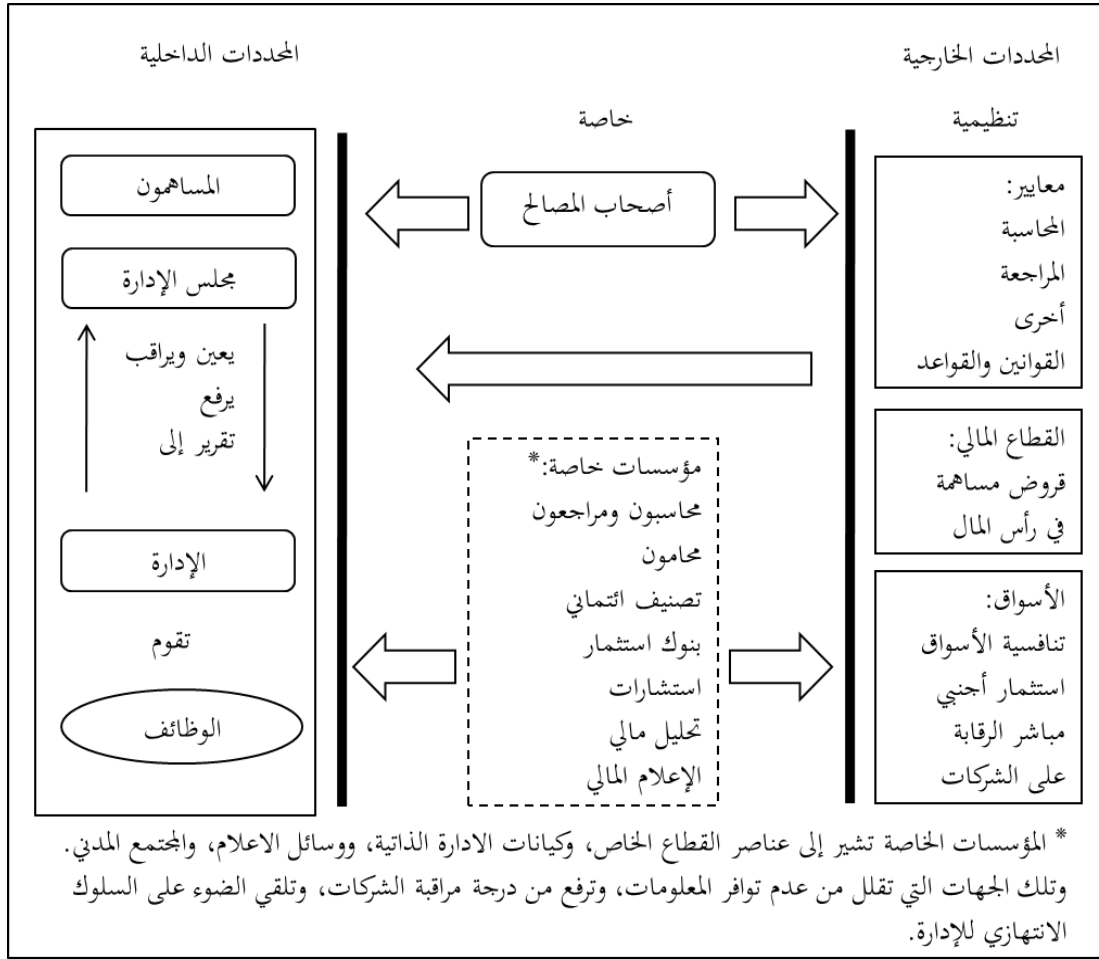 المحددات الخارجية
المحددات الداخلية
تنظيمية
خاصة
معايير:
المحاسبة
المراجعة
أخرى
القوانين والقواعد
القطاع المالي:
قروض مساهمة
في رأس المال
الأسواق:
تنافسية الأسواق
استثمار أجنبي
مباشر الرقابة
على الشركات
أصحاب المصالح
مؤسسات خاصة:*
محاسبون ومراجعون
محامون
تصنيف ائتماني
بنوك استثمار
استشارات
تحليل مالي
الإعلام المالي
المساهمون
مجلس الإدارة
يعين ويراقب
يرفع
تقرير إلى
الإدارة
تقوم
الوظائف
* المؤسسات الخاصة تشير إلى عناصر القطاع الخاص، وكيانات الادارة الذاتية، ووسائل الاعلام، والمجتمع المدني.
وتلك الجهات التي تقلل من عدم توافر المعلومات، وترفع من درجة مراقبة الشركات، وتلقي الضوء على السلوك
الانتهازي للإدارة.